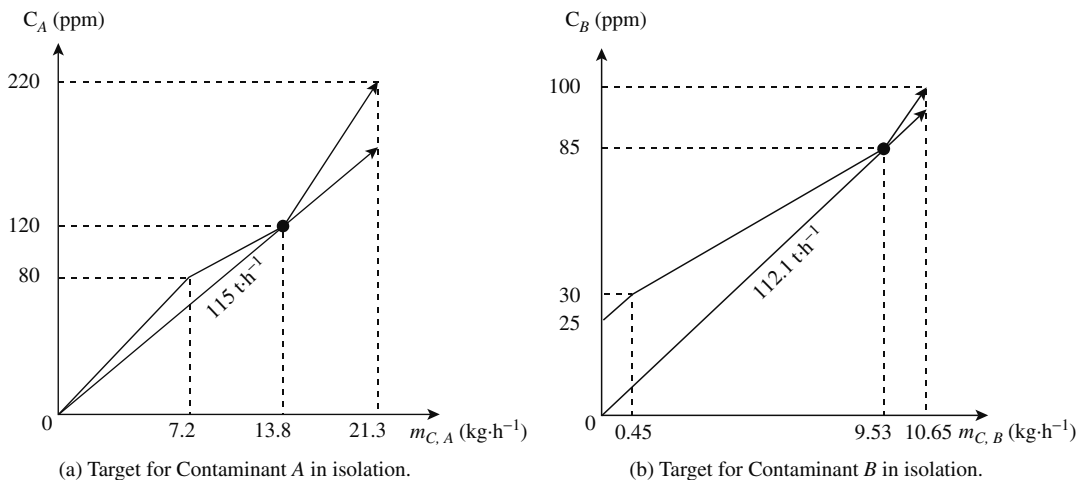 C_A (ppm)
220
120
80
0
115 t·h⁻¹
7.2
13.8
21.3
m_{C, A} (kg·h⁻¹)
(a) Target for Contaminant A in isolation.
C_B (ppm)
100
85
30
25
0
112.1 t·h⁻¹
0.45
9.53
10.65
m_{C, B} (kg·h⁻¹)
(b) Target for Contaminant B in isolation.